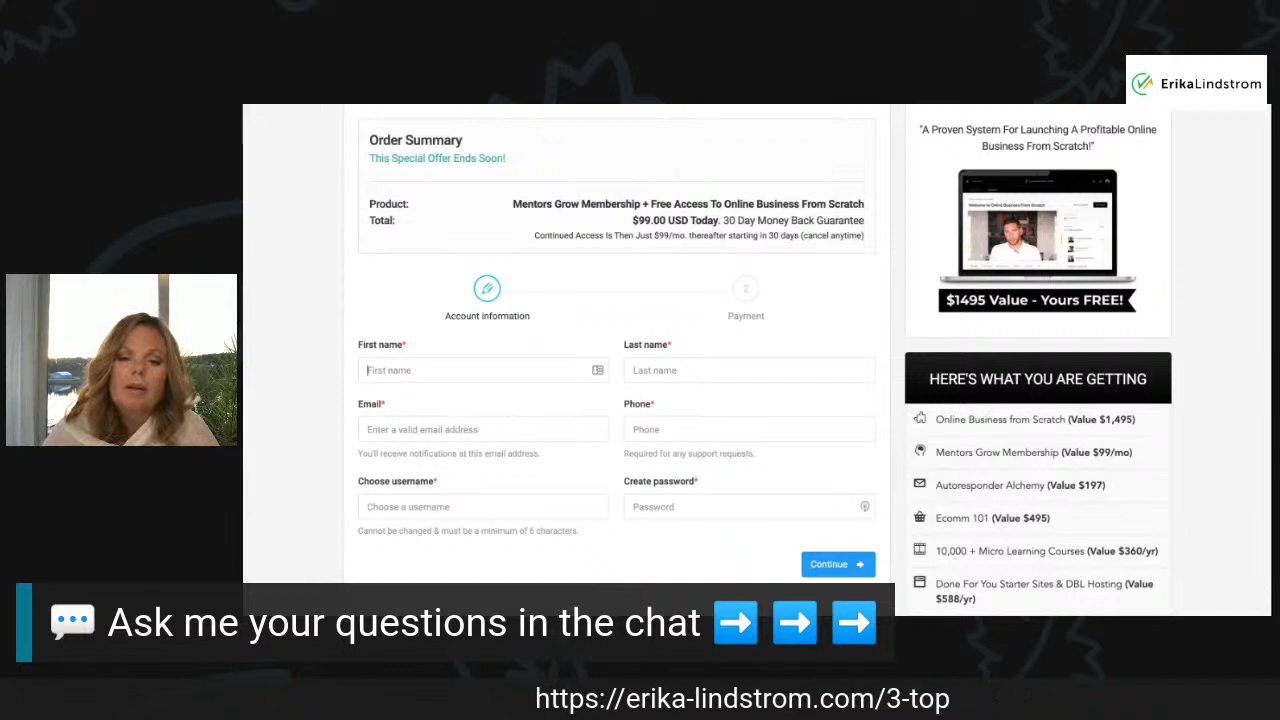 ErikaLindstrom
Order Summary
This Special Offer Ends Soon!
Product:
Mentors Grow Membership + Free Access To Online Business From Scratch
Total:
$99.00 USD Today. 30 Day Money Back Guarantee
Continued Access Is Then Just $99/mo. thereafter starting in 30 days (cancel anytime)
Account information
2
Payment
First name*
Last name*
First name
Last name
Email*
Phone*
Enter a valid email address
Phone
You'll receive notifications at this email address.
Required for any support requests.
Choose username*
Create password*
Choose a username
Password
Cannot be changed & must be a minimum of 6 characters.
Continue
"A Proven System For Launching A Profitable Online
Business From Scratch!"
$1495 Value - Yours FREE!
HERE'S WHAT YOU ARE GETTING
Online Business from Scratch (Value $1,495)
Mentors Grow Membership (Value $99/mo)
Autoresponder Alchemy (Value $197)
Ecomm 101 (Value $495)
10,000 + Micro Learning Courses (Value $360/yr)
Done For You Starter Sites & DBL Hosting (Value
$588/yr)
Ask me your questions in the chat
https://erika-lindstrom.com/3-top